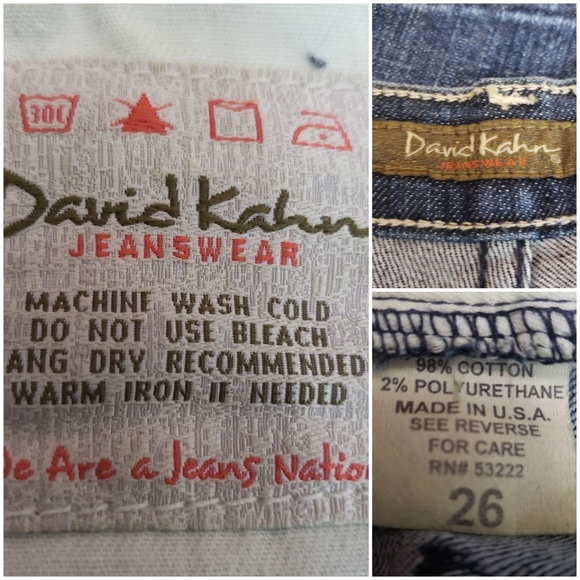 30C
David Kahn
JEANSWEAR
MACHINE WASH COLD
DO NOT USE BLEACH
ANG DRY RECOMMENDED
WARM IRON IF NEEDED
e Are a Jeans Nation
David Kahn
JEANSWEAR ®
98% COTTON
2% POLYURETHANE
MADE IN U.S.A.
SEE REVERSE
FOR CARE
RN# 53222
26